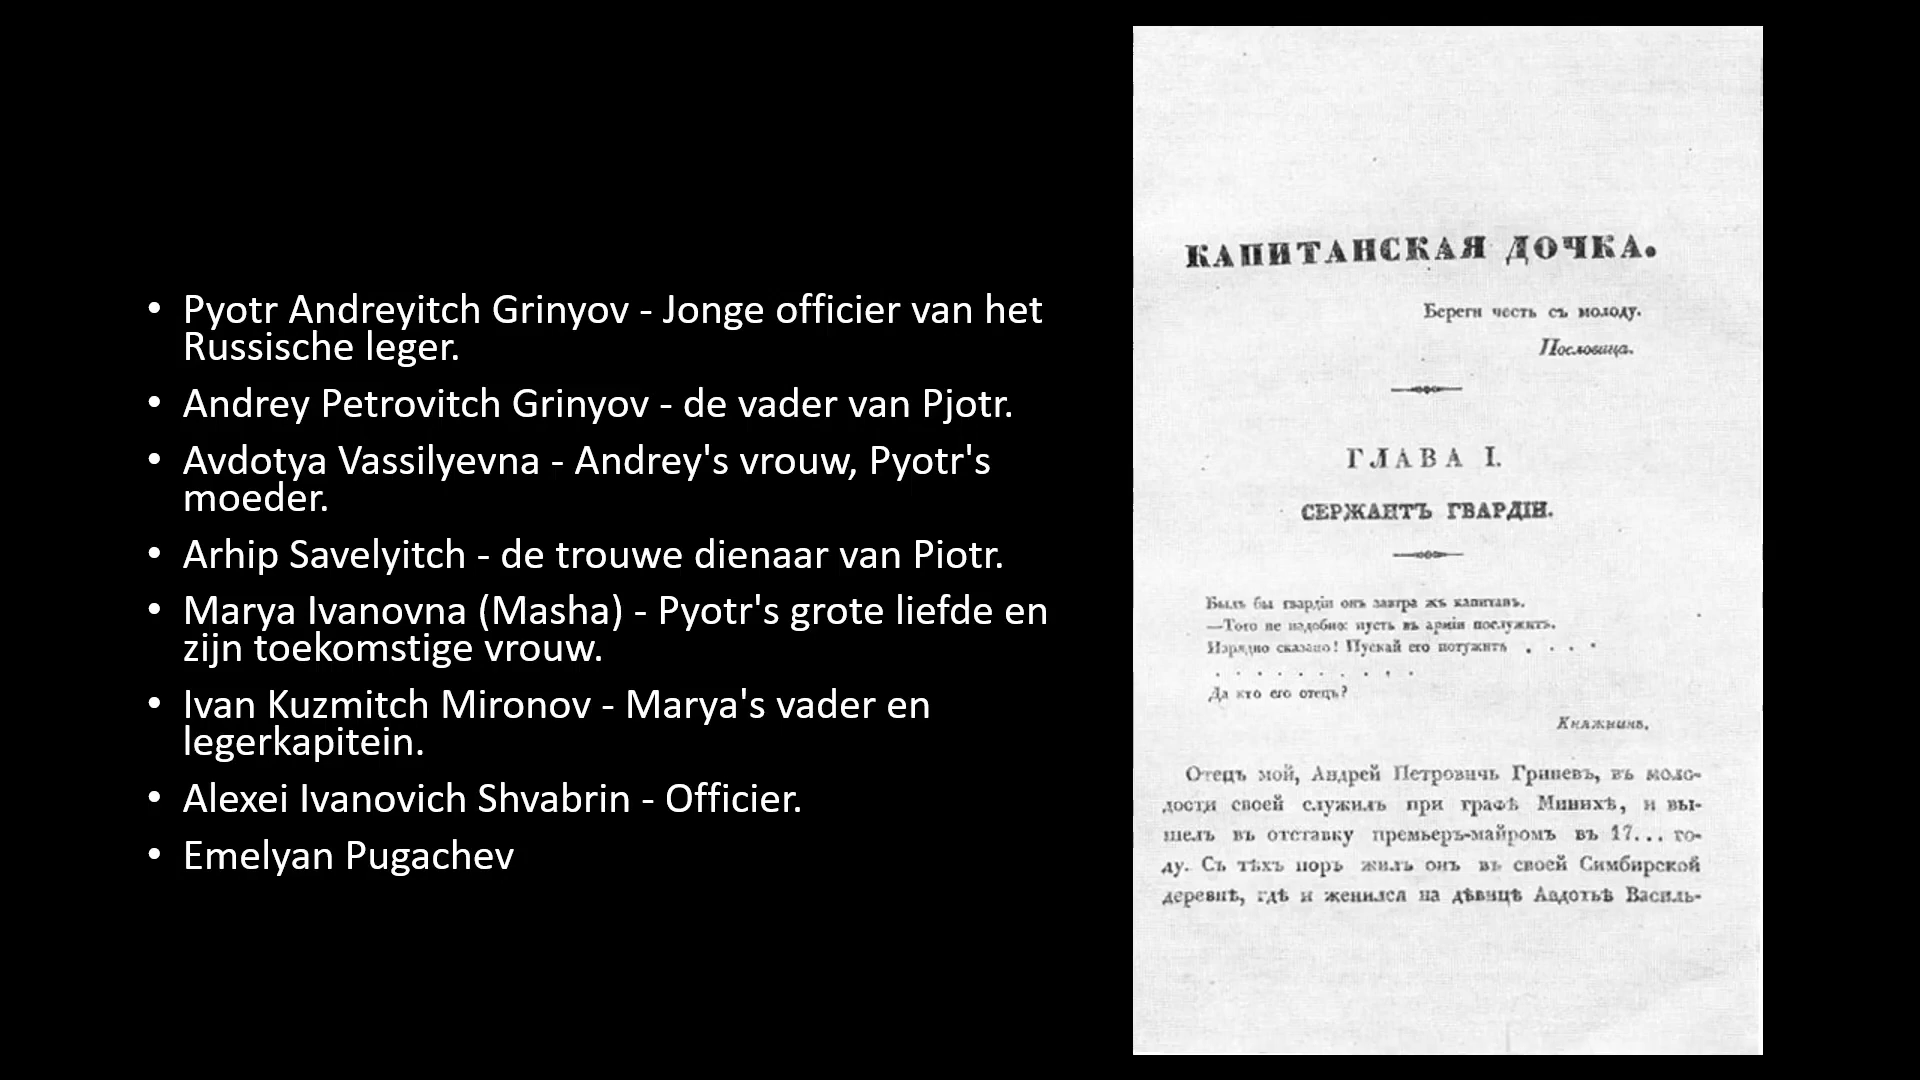 • Pyotr Andreyitch Grinyov - Jonge officier van het
Russische leger.
• Andrey Petrovitch Grinyov - de vader van Pjotr.
• Avdotya Vassilyevna - Andrey's vrouw, Pyotr's
moeder.
• Arhip Savelyitch - de trouwe dienaar van Piotr.
• Marya Ivanovna (Masha) - Pyotr's grote liefde en
zijn toekomstige vrouw.
• Ivan Kuzmitch Mironov - Marya's vader en
legerkapitein.
• Alexei Ivanovich Shvabrin - Officier.
• Emelyan Pugachev
КАПИТАНСКАЯ ДОЧКА.
Береги честь съ молоду.
Пословица.
ГЛАВА I.
СЕРЖАНТЪ ГВАРДІИ.
Былъ бы гвардіи онъ завтра жъ капитанъ.
—Того не надобно: пусть въ арміи послужитъ.
Изрядно сказано! Пускай его потужитъ . . . .
. . . . . . . . . .
Да кто его отецъ?
Княжнинъ.
Отецъ мой, Андрей Петровичь Гриневъ, въ моло-
дости своей служилъ при графѣ Минихѣ, и вы-
шелъ въ отставку премьеръ-майромъ въ 17... го-
ду. Съ тѣхъ поръ жилъ онъ въ своей Симбирской
деревнѣ, гдѣ и женился на дѣвицѣ Авдотьѣ Василь-